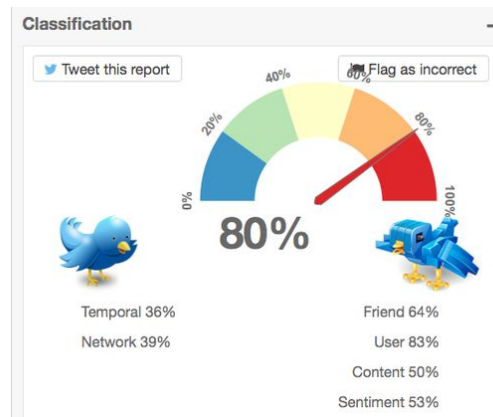 Classification
Tweet this report
Flag as incorrect
0%
20%
40%
60%
80%
100%
80%
Temporal 36%
Network 39%
Friend 64%
User 83%
Content 50%
Sentiment 53%